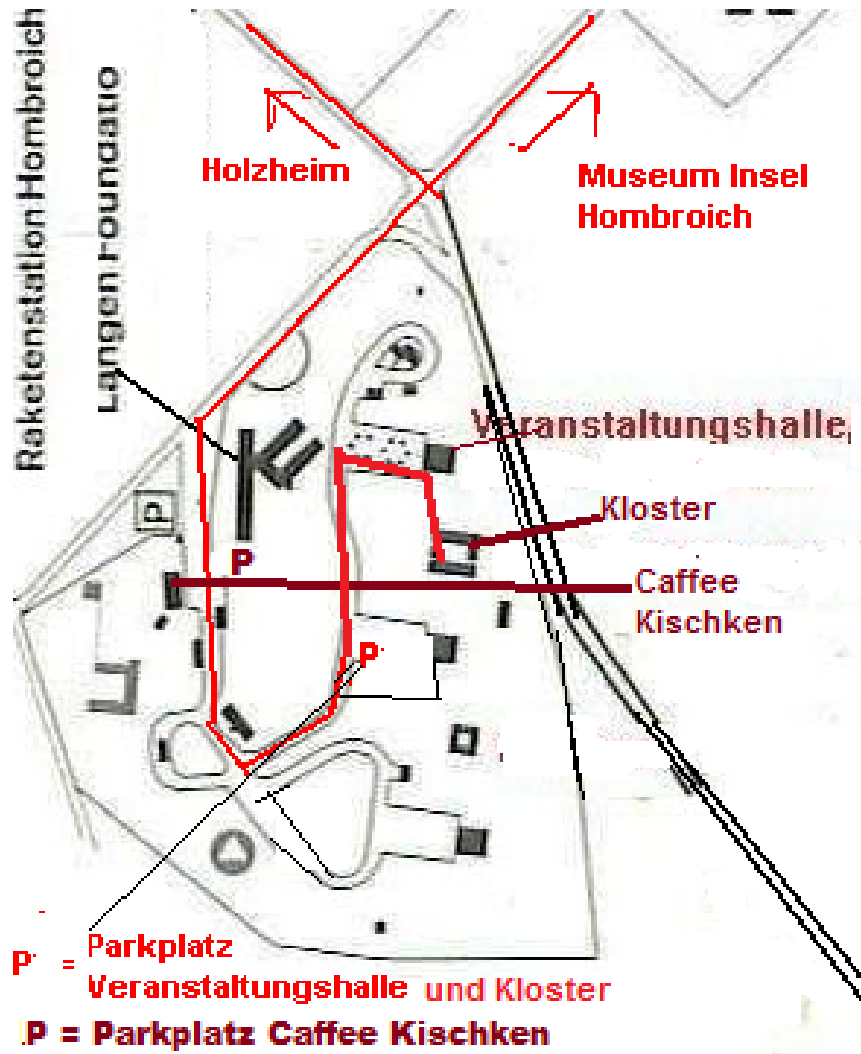 Raketenstation Hombroich
Langen Foundatio
Holzheim
Museum Insel
Hombroich
Veranstaltungshalle,
Kloster
Caffee
Kischken
P
P
P
P = Parkplatz
Veranstaltungshalle und Kloster
P = Parkplatz Caffee Kischken